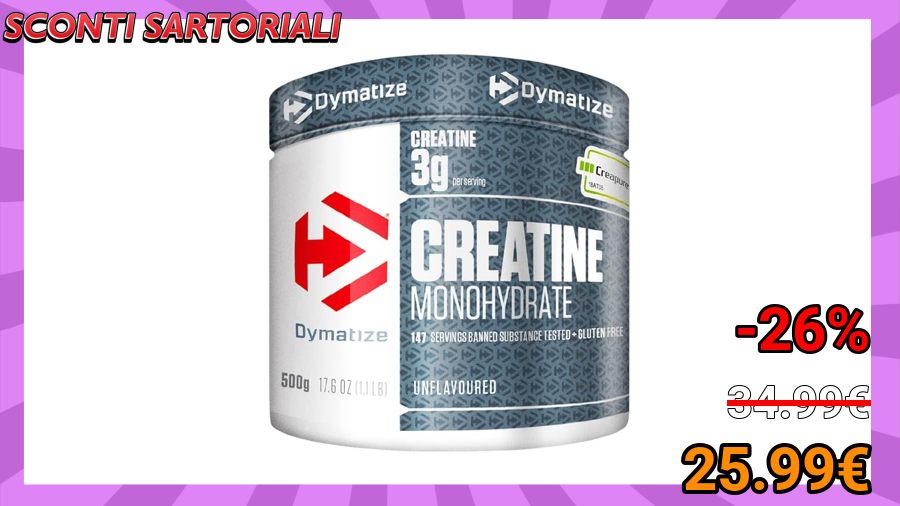 SCONTI SARTORIALI
Dymatize
Dymatize
CREATINE
3g per serving
Creapure
Dymatize
CREATINE
MONOHYDRATE
147 SERVINGS BANNED SUBSTANCE TESTED + GLUTEN FREE
500g 17.6 OZ (1.1 LB)
UNFLAVOURED
-26%
34.99€
25.99€